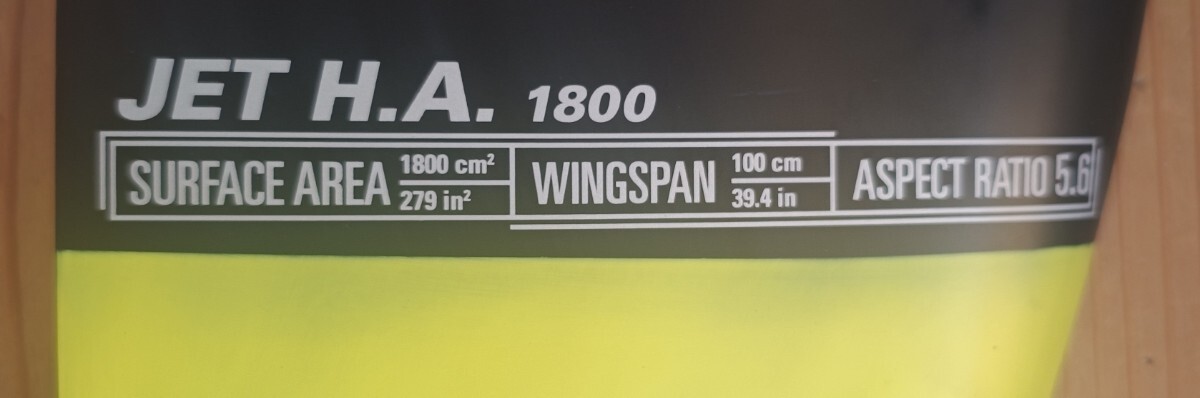 JET H.A. 1800
SURFACE AREA 1800 cm² 279 in² WINGSPAN 100 cm 39.4 in ASPECT RATIO 5.6